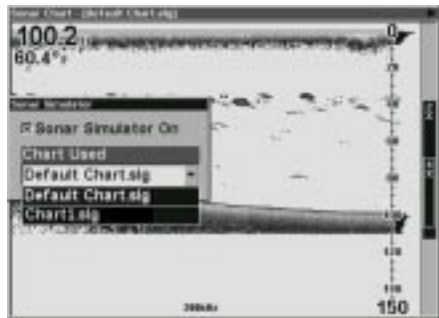 Sonar Chart - [Default Chart.slg]
100.2
60.4°F
0
Sonar Simulator
Sonar Simulator On
Chart Used
Default Chart.slg
Default Chart.slg
Chart1.slg
200kHz
150